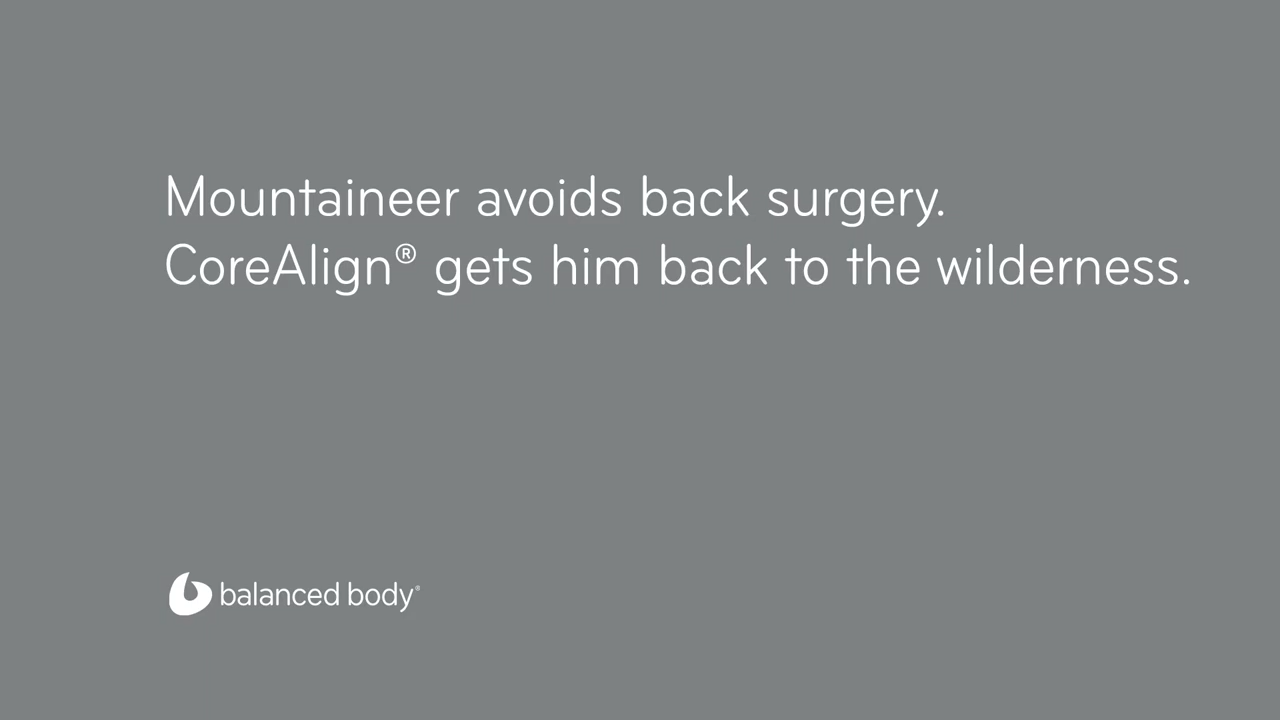 Mountaineer avoids back surgery.
CoreAlign® gets him back to the wilderness.
balanced body®